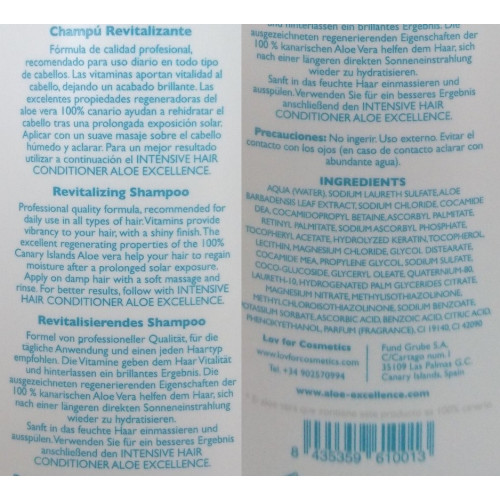 Champú Revitalizante
Fórmula de calidad profesional,
recomendado para uso diario en todo tipo
de cabellos. Las vitaminas aportan vitalidad al
cabello, dejando un acabado brillante. Las
excelentes propiedades regeneradoras del
aloe vera 100% canario ayudan a rehidratar el
cabello tras una prolongada exposición solar.
Aplicar con un suave masaje sobre el cabello
húmedo y aclarar. Para un mejor resultado
utilizar a continuación el INTENSIVE HAIR
CONDITIONER ALOE EXCELLENCE.
Revitalizing Shampoo
Professional quality formula, recommended for
daily use in all types of hair. Vitamins provide
vibrancy to your hair, with a shiny finish. The
excellent regenerating properties of the 100%
Canary Islands Aloe vera help your hair to regain
moisture after a prolonged solar exposure.
Apply on damp hair with a soft massage and
rinse. For better results, follow with INTENSIVE
HAIR CONDITIONER ALOE EXCELLENCE.
Revitalisierendes Shampoo
Formel von professioneller Qualität, für die
tägliche Anwendung und einen jeden Haartyp
empfohlen. Die Vitamine geben dem Haar Vitalität
und hinterlassen ein brillantes Ergebnis. Die
ausgezeichneten regenerierenden Eigenschaften der
100 % kanarischen Aloe Vera helfem dem Haar, sich
nach einer längeren direkten Sonneneinstrahlung
wieder zu hydratisieren.
Sanft in das feuchte Haar einmassieren und
ausspülen. Verwenden Sie für ein besseres Ergebnis
anschließend den INTENSIVE HAIR
CONDITIONER ALOE EXCELLENCE.
und hinterlassen ein brillantes Ergebnis. Die
ausgezeichneten regenerierenden Eigenschaften der
100 % kanarischen Aloe Vera helfem dem Haar, sich
nach einer längeren direkten Sonneneinstrahlung
wieder zu hydratisieren.
Sanft in das feuchte Haar einmassieren und
ausspülen. Verwenden Sie für ein besseres Ergebnis
anschließend den INTENSIVE HAIR
CONDITIONER ALOE EXCELLENCE.
Precauciones: No ingerir. Uso externo. Evitar el
contacto con los ojos (en caso de contacto aclarar con
abundante agua).
INGREDIENTS
AQUA (WATER), SODIUM LAURETH SULFATE, ALOE
BARBADENSIS LEAF EXTRACT, SODIUM CHLORIDE, COCAMIDE
DEA, COCAMIDOPROPYL BETAINE, ASCORBYL PALMITATE,
RETINYL PALMITATE, SODIUM ASCORBYL PHOSPHATE,
TOCOPHERYL ACETATE, HYDROLYZED KERATIN, TOCOPHEROL,
LECITHIN, MAGNESIUM CHLORIDE, GLYCOL DISTEARATE,
COCAMIDE MEA, PROPYLENE GLYCOL, SODIUM SULFATE,
COCO-GLUCOSIDE, GLYCERYL OLEATE, QUATERNIUM-80,
LAURETH-10, HYDROGENATED PALM GLYCERIDES CITRATE,
MAGNESIUM NITRATE, METHYLISOTHIAZOLINONE,
METHYLCHLOROISOTHIAZOLINONE, SODIUM BENZOATE,
POTASSIUM SORBATE, ASCORBIC ACID, BENZOIC ACID, CITRIC ACID,
PHENOXYETHANOL, PARFUM (FRAGRANCE), CI 19140, CI 42090
Lov for Cosmetics
www.lovforcosmetics.com
Tel. +34 902570994
Fund Grube S.A.
C/Cartago num.1
35109 Las Palmas G.C.
Canary Islands, Spain
www.aloe-excellence.com
8 435359 610013